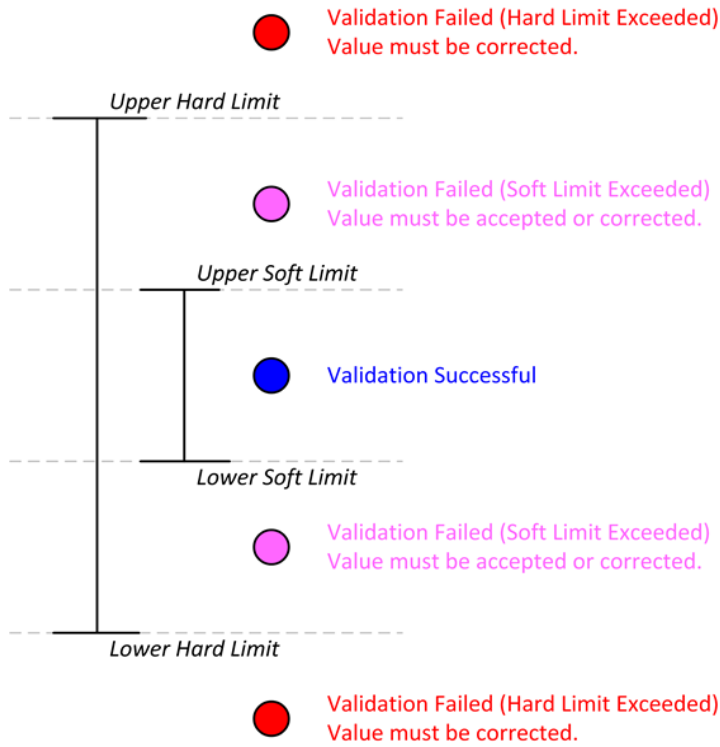 Validation Failed (Hard Limit Exceeded)
Value must be corrected.
Upper Hard Limit
Validation Failed (Soft Limit Exceeded)
Value must be accepted or corrected.
Upper Soft Limit
Validation Successful
Lower Soft Limit
Validation Failed (Soft Limit Exceeded)
Value must be accepted or corrected.
Lower Hard Limit
Validation Failed (Hard Limit Exceeded)
Value must be corrected.